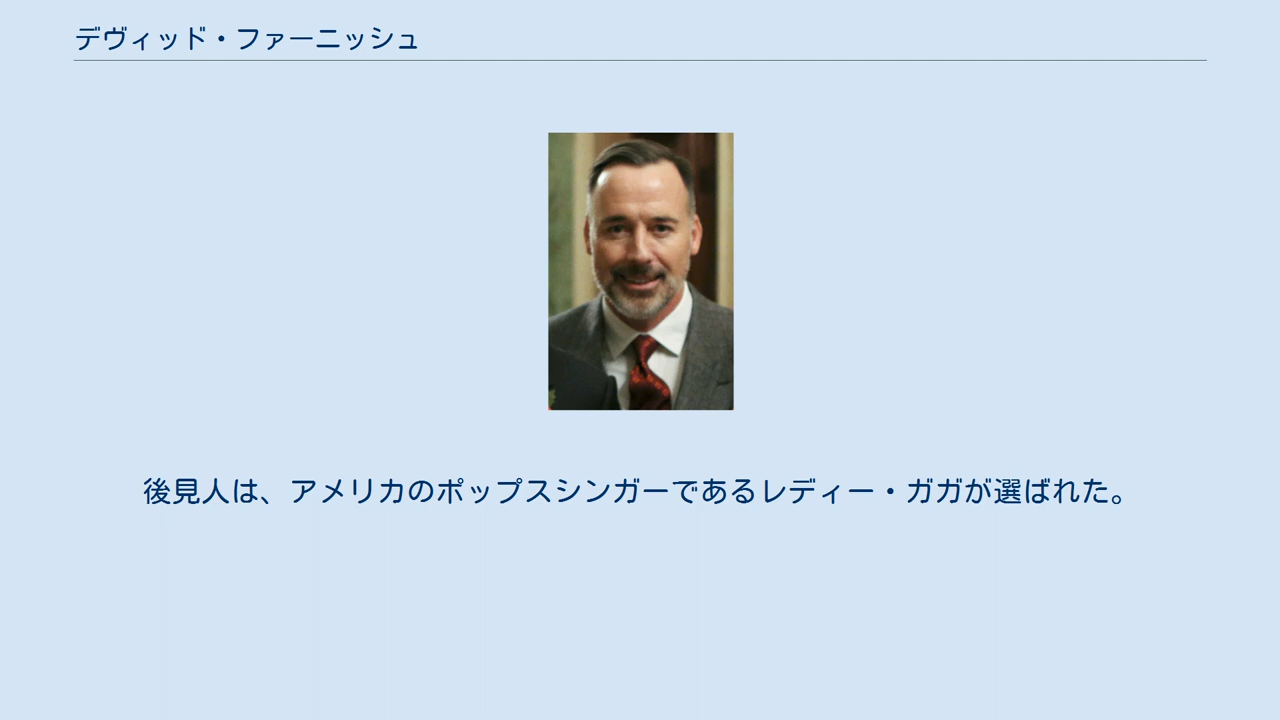 デヴィッド・ファーニッシュ
後見人は、アメリカのポップスシンガーであるレディー・ガガが選ばれた。